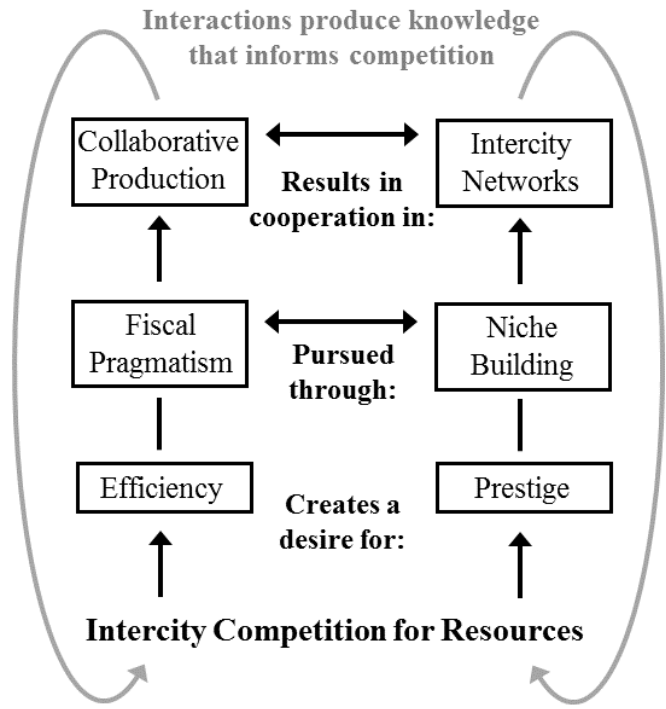 Interactions produce knowledge
that informs competition
Collaborative
Production
Results in
cooperation in:
Intercity
Networks
Fiscal
Pragmatism
Pursued
through:
Niche
Building
Efficiency
Creates a
desire for:
Prestige
Intercity Competition for Resources